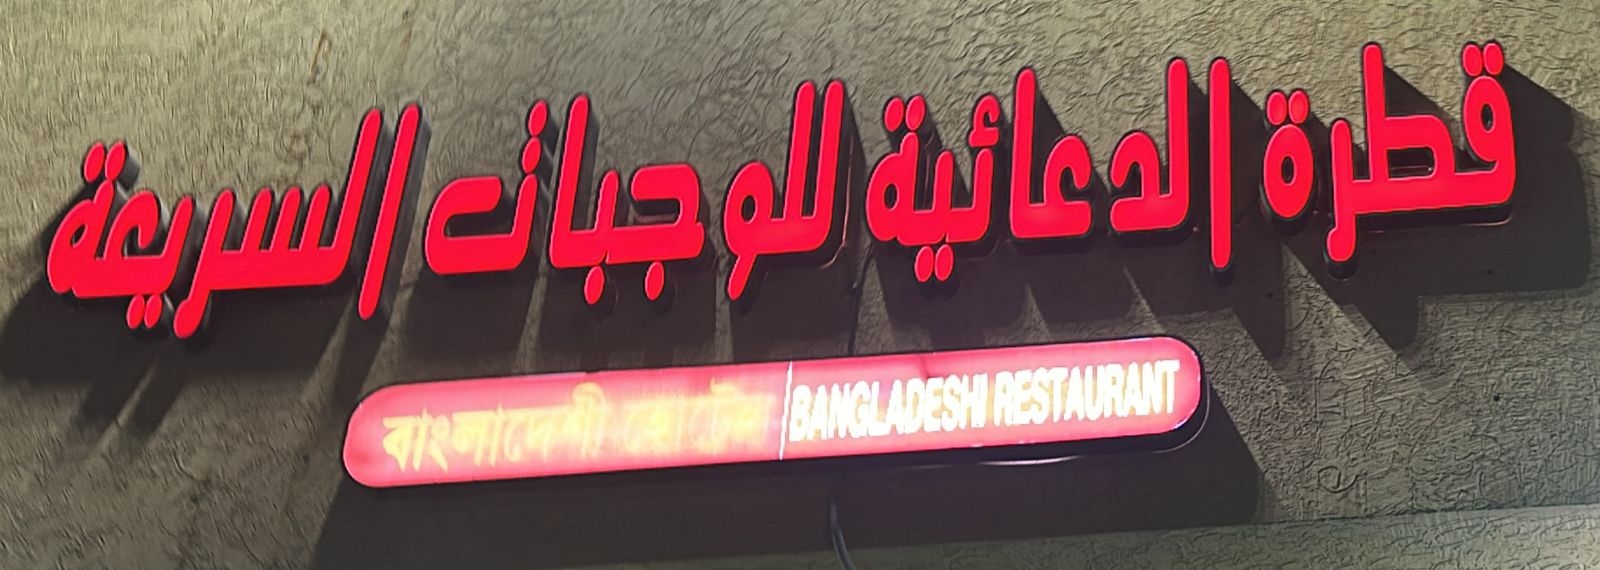 قطرة الدعائية للوجبات السريعة
বাংলাদেশী হোটেল BANGLADESHI RESTAURANT